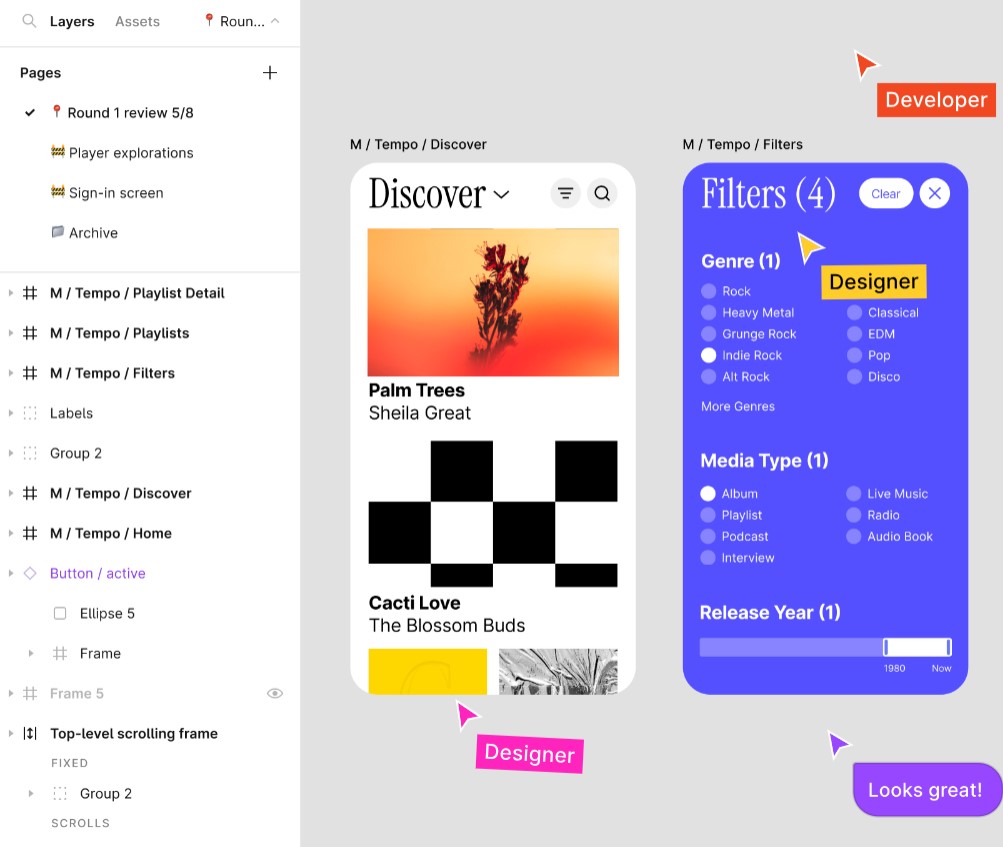 Layers Assets 📍 Roun...
Pages
📍 Round 1 review 5/8
🚧 Player explorations
🚧 Sign-in screen
📁 Archive
M / Tempo / Playlist Detail
M / Tempo / Playlists
M / Tempo / Filters
Labels
Group 2
M / Tempo / Discover
M / Tempo / Home
Button / active
Ellipse 5
Frame
Frame 5
Top-level scrolling frame
FIXED
Group 2
SCROLLS
M / Tempo / Discover
Discover
Palm Trees
Sheila Great
Cacti Love
The Blossom Buds
Designer
Developer
M / Tempo / Filters
Filters (4) Clear
Designer
Genre (1)
Rock
Heavy Metal Classical
Grunge Rock EDM
Indie Rock Pop
Alt Rock Disco
More Genres
Media Type (1)
Album Live Music
Playlist Radio
Podcast Audio Book
Interview
Release Year (1)
1980 Now
Looks great!